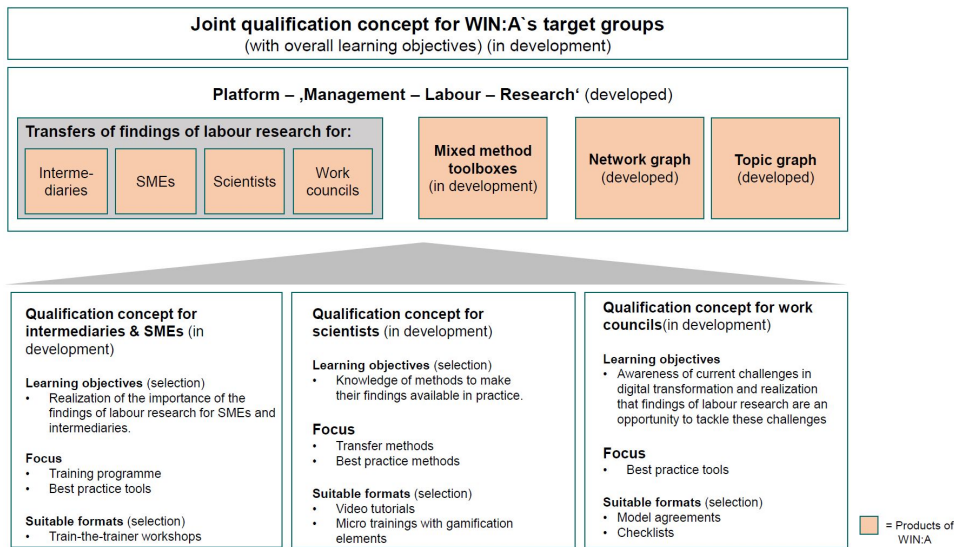 Joint qualification concept for WIN:A`s target groups
(with overall learning objectives) (in development)
Platform – ‚Management – Labour – Research‘ (developed)
Transfers of findings of labour research for:
Interme-
diaries
SMEs
Scientists
Work
councils
Mixed method
toolboxes
(in development)
Network graph
(developed)
Topic graph
(developed)
Qualification concept for
intermediaries & SMEs (in
development)
Learning objectives (selection)
• Realization of the importance of the
findings of labour research for SMEs and
intermediaries.
Focus
• Training programme
• Best practice tools
Suitable formats (selection)
• Train-the-trainer workshops
Qualification concept for
scientists (in development)
Learning objectives (selection)
• Knowledge of methods to make
their findings available in practice.
Focus
• Transfer methods
• Best practice methods
Suitable formats (selection)
• Video tutorials
• Micro trainings with gamification
elements
Qualification concept for work
councils(in development)
Learning objectives
• Awareness of current challenges in
digital transformation and realization
that findings of labour research are an
opportunity to tackle these challenges
Focus
• Best practice tools
Suitable formats (selection)
• Model agreements
• Checklists
= Products of
WIN:A